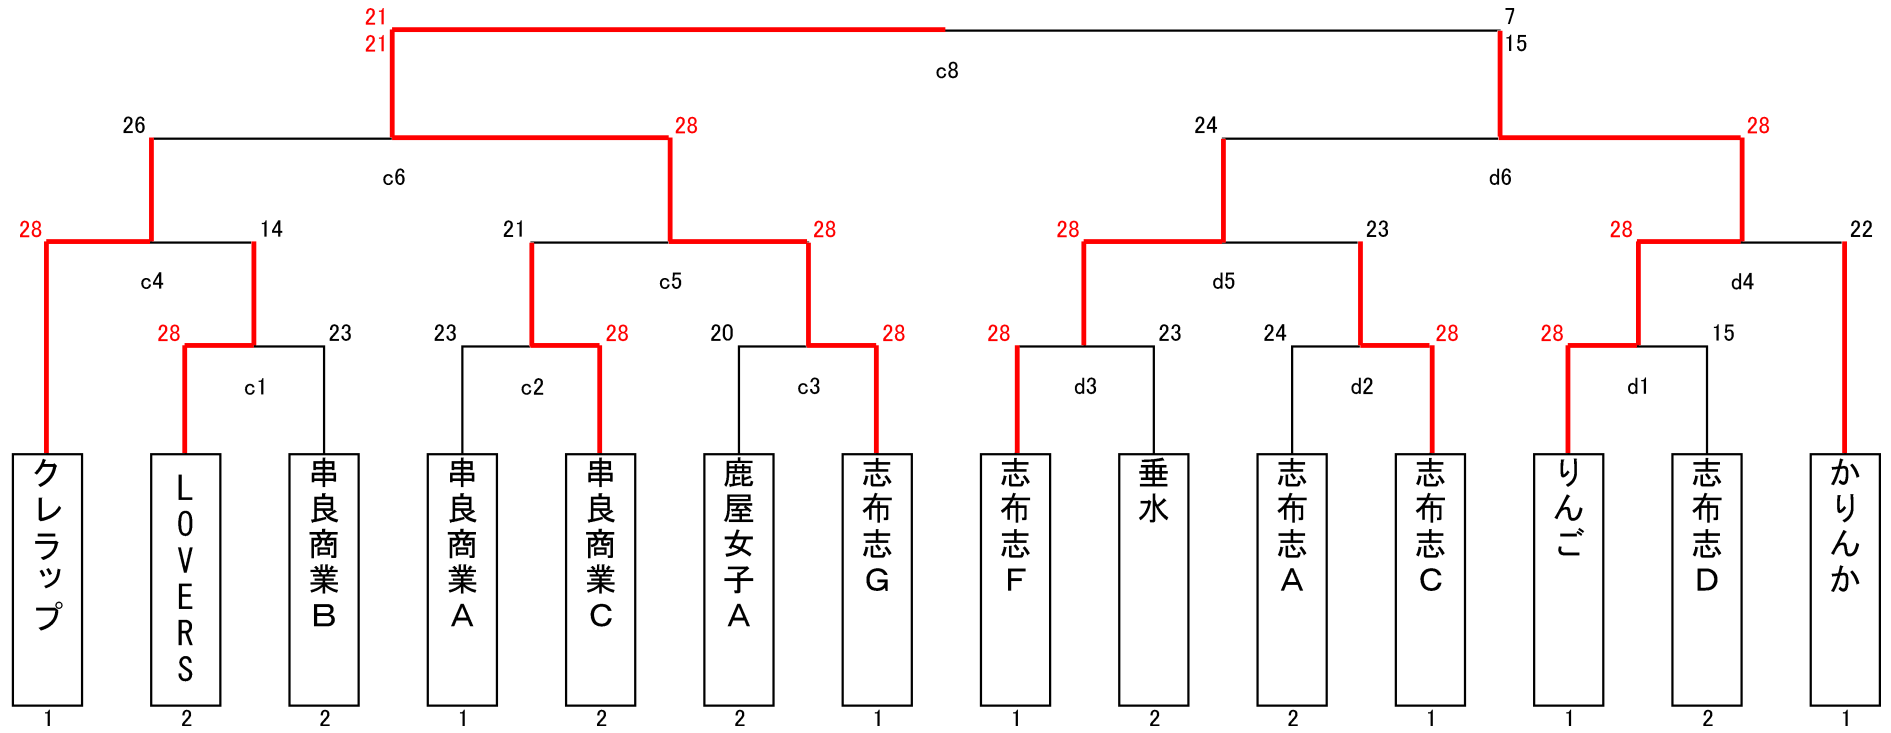 21 7
21 15
c8
26 28 24 28
c6 d6
28 14 21 28 28 23 28 22
c4 c5 d5 d4
28 23 23 28 20 28 28 23 24 28 28 15
c1 c2 c3 d3 d2 d1
クレラップ
LOVERS
串良商業B
串良商業A
串良商業C
鹿屋女子A
志布志G
志布志F
垂水
志布志A
志布志C
りんご
志布志D
かりんか
1 2 2 1 2 2 1 1 2 2 1 1 2 1